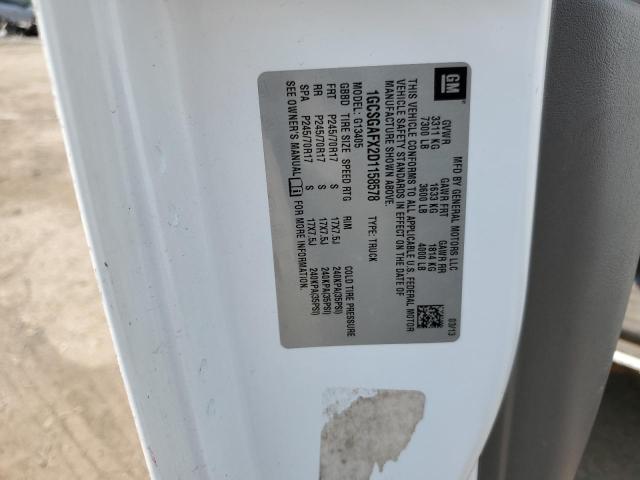 GM
MFD BY GENERAL MOTORS LLC
03/13
GVWR GAWR FRT GAWR RR
3311 KG 1633 KG 1814 KG
7300 LB 3600 LB 4000 LB
THIS VEHICLE CONFORMS TO ALL APPLICABLE U.S. FEDERAL MOTOR
VEHICLE SAFETY STANDARDS IN EFFECT ON THE DATE OF
MANUFACTURE SHOWN ABOVE.
1GCSGAFX2D1158578 TYPE: TRUCK
MODEL: G13405
GBBD TIRE SIZE SPEED RTG RIM COLD TIRE PRESSURE
FRT P245/70R17 S 17X7.5J 240KPA(35PSI)
RR P245/70R17 S 17X7.5J 240KPA(35PSI)
SPA P245/70R17 S 17X7.5J 240KPA(35PSI)
SEE OWNER'S MANUAL FOR MORE INFORMATION.